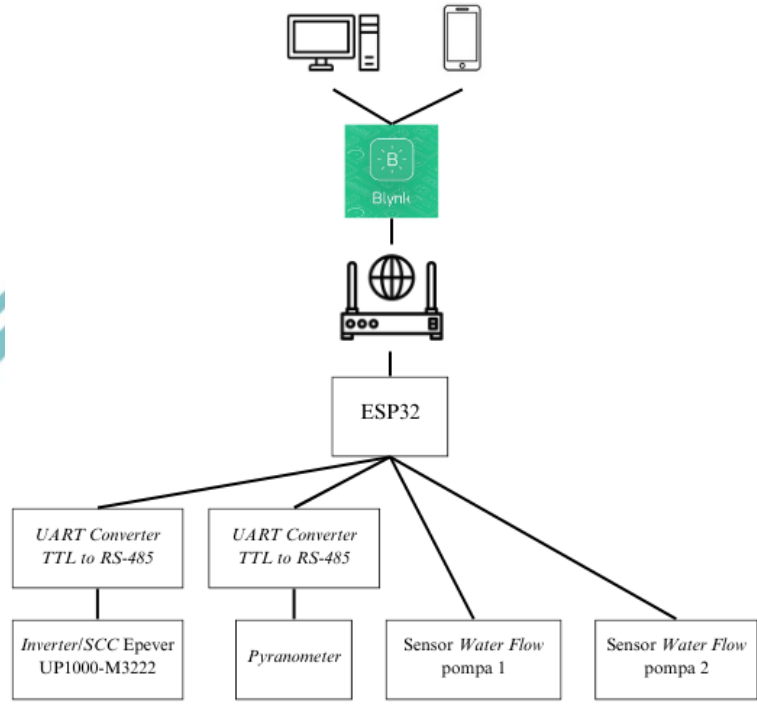 B
Blynk
ESP32
UART Converter
TTL to RS-485
UART Converter
TTL to RS-485
Inverter/SCC Epever
UP1000-M3222
Pyranometer
Sensor Water Flow
pompa 1
Sensor Water Flow
pompa 2